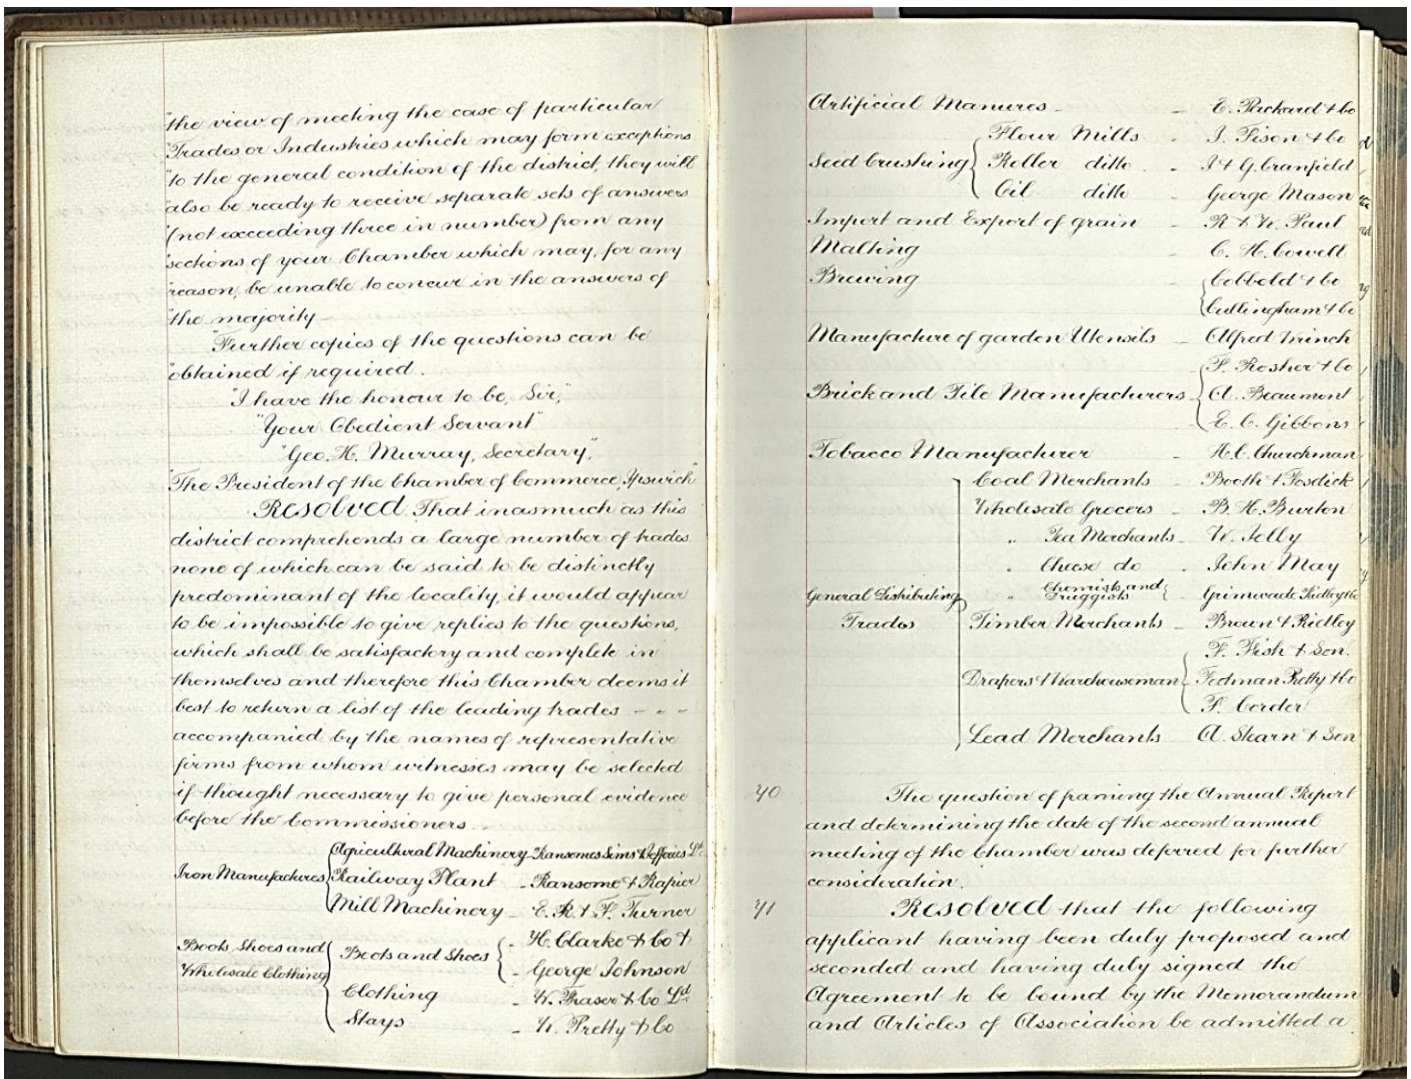 "the view of meeting the case of particular
"Trades or Industries which may form exceptions
"to the general condition of the district, they will
"also be ready to receive separate sets of answers
"(not exceeding three in number) from any
"sections of your Chamber which may, for any
"reason, be unable to concur in the answers of
"the majority
"Further copies of the questions can be
"obtained if required.
"I have the honour to be, Sir,"
"Your Obedient Servant"
"Geo. H. Murray, Secretary,"
"The President of the Chamber of Commerce, Ipswich"
Resolved That inasmuch as this
district comprehends a large number of trades
none of which can be said to be distinctly
predominant of the locality, it would appear
to be impossible to give replies to the questions,
which shall be satisfactory and complete in
themselves and therefore this Chamber deems it
best to return a list of the leading trades - - -
accompanied by the names of representative
firms from whom witnesses may be selected
if thought necessary to give personal evidence
before the Commissioners.
Agricultural Machinery - Ransomes Sims & Jefferies Ld.
Iron Manufactures Railway Plant - Ransome & Rapier
Mill Machinery - E. R. & F. Turner
- H. Clarke & Co &
Boots Shoes and Boots and Shoes
Wholesale Clothing - George Johnson
Clothing - W. Fraser & Co Ld.
Stays - W. Pretty & Co
Artificial Manures - - E. Packard & Co
Flour Mills - J. Fison & Co
Seed Crushing Roller ditto - - J & G. Cranfield
Oil ditto - George Mason
Import and Export of grain - R & W. Paul
Malting - C. H. Cowell
Brewing - Cobbold & Co
Cullingham & Co
Manufacture of garden Utensils - Alfred Wrinch
F. Rosher & Co
Brick and Tile Manufacturers A. Beaumont
E. C. Gibbons
Tobacco Manufacturer - H. C. Churchman
Coal Merchants - Booth & Fosdick
Wholesale Grocers - B. H. Burton
" Tea Merchants - W. Jolly
" Cheese do - John May
General Distributing " Chemists and Druggists - Grimwade Ridley & Co
Trades Timber Merchants - Brown & Ridley
F. Fish & Son.
Drapers & Warehouseman Footman Pretty & Co
F. Corder
Lead Merchants A. Stearn & Son
40 The question of framing the Annual Report
and determining the date of the second annual
meeting of the Chamber was deferred for further
consideration.
41 Resolved that the following
applicant having been duly proposed and
seconded and having duly signed the
Agreement to be bound by the Memorandum
and Articles of Association be admitted a